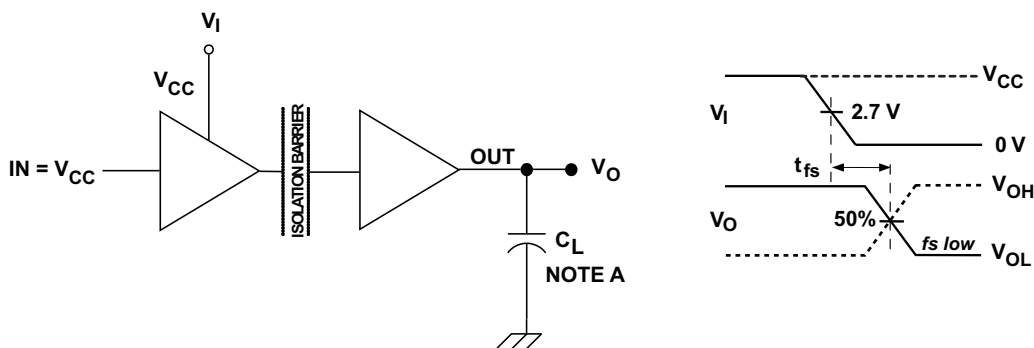 VI
VCC
IN = VCC
ISOLATION BARRIER
OUT
VO
CL
NOTE A
VCC
VI
2.7 V
0 V
tfs
VOH
VO
50%
fs low
VOL